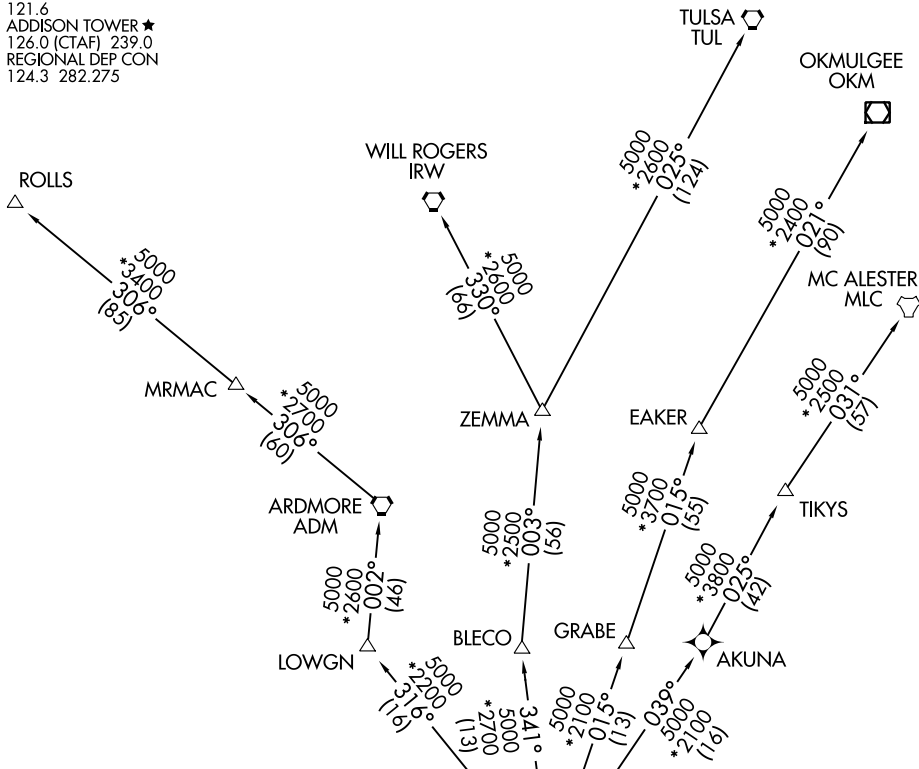 121.6
ADDISON TOWER ★
126.0 (CTAF) 239.0
REGIONAL DEP CON
124.3 282.275
TULSA
TUL
OKMULGEE
OKM
5000
*2600
025°
(124)
WILL ROGERS
IRW
ROLLS
5000
*2400
021°
(90)
5000
*3400
306°
(85)
5000
*2600
330°
(66)
MC ALESTER
MLC
MRMAC
5000
*2700
306°
(60)
ZEMMA
EAKER
5000
*2500
031°
(57)
ARDMORE
ADM
5000
*2500
003°
(56)
5000
*3700
015°
(55)
TIKYS
5000
*2600
002°
(46)
5000
*3800
025°
(42)
LOWGN
BLECO
GRABE
AKUNA
5000
*2200
316°
(16)
341°
5000
*2700
(13)
5000
*2100
015°
(13)
039°
5000
*2100
(16)